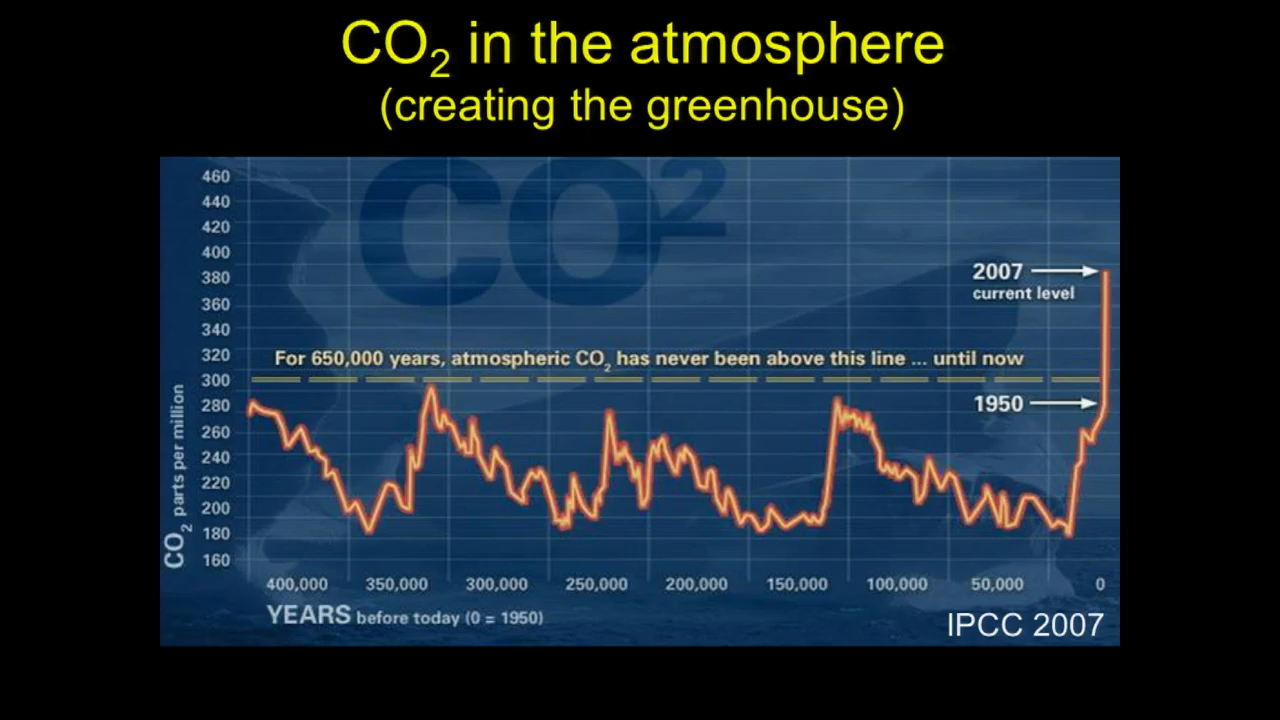 CO₂ in the atmosphere
(creating the greenhouse)
CO²
460
440
420
400
380
360
340
320
300
280
260
240
220
200
180
160
CO₂ parts per million
2007
current level
For 650,000 years, atmospheric CO₂ has never been above this line ... until now
1950
400,000 350,000 300,000 250,000 200,000 150,000 100,000 50,000 0
YEARS before today (0 = 1950)
IPCC 2007